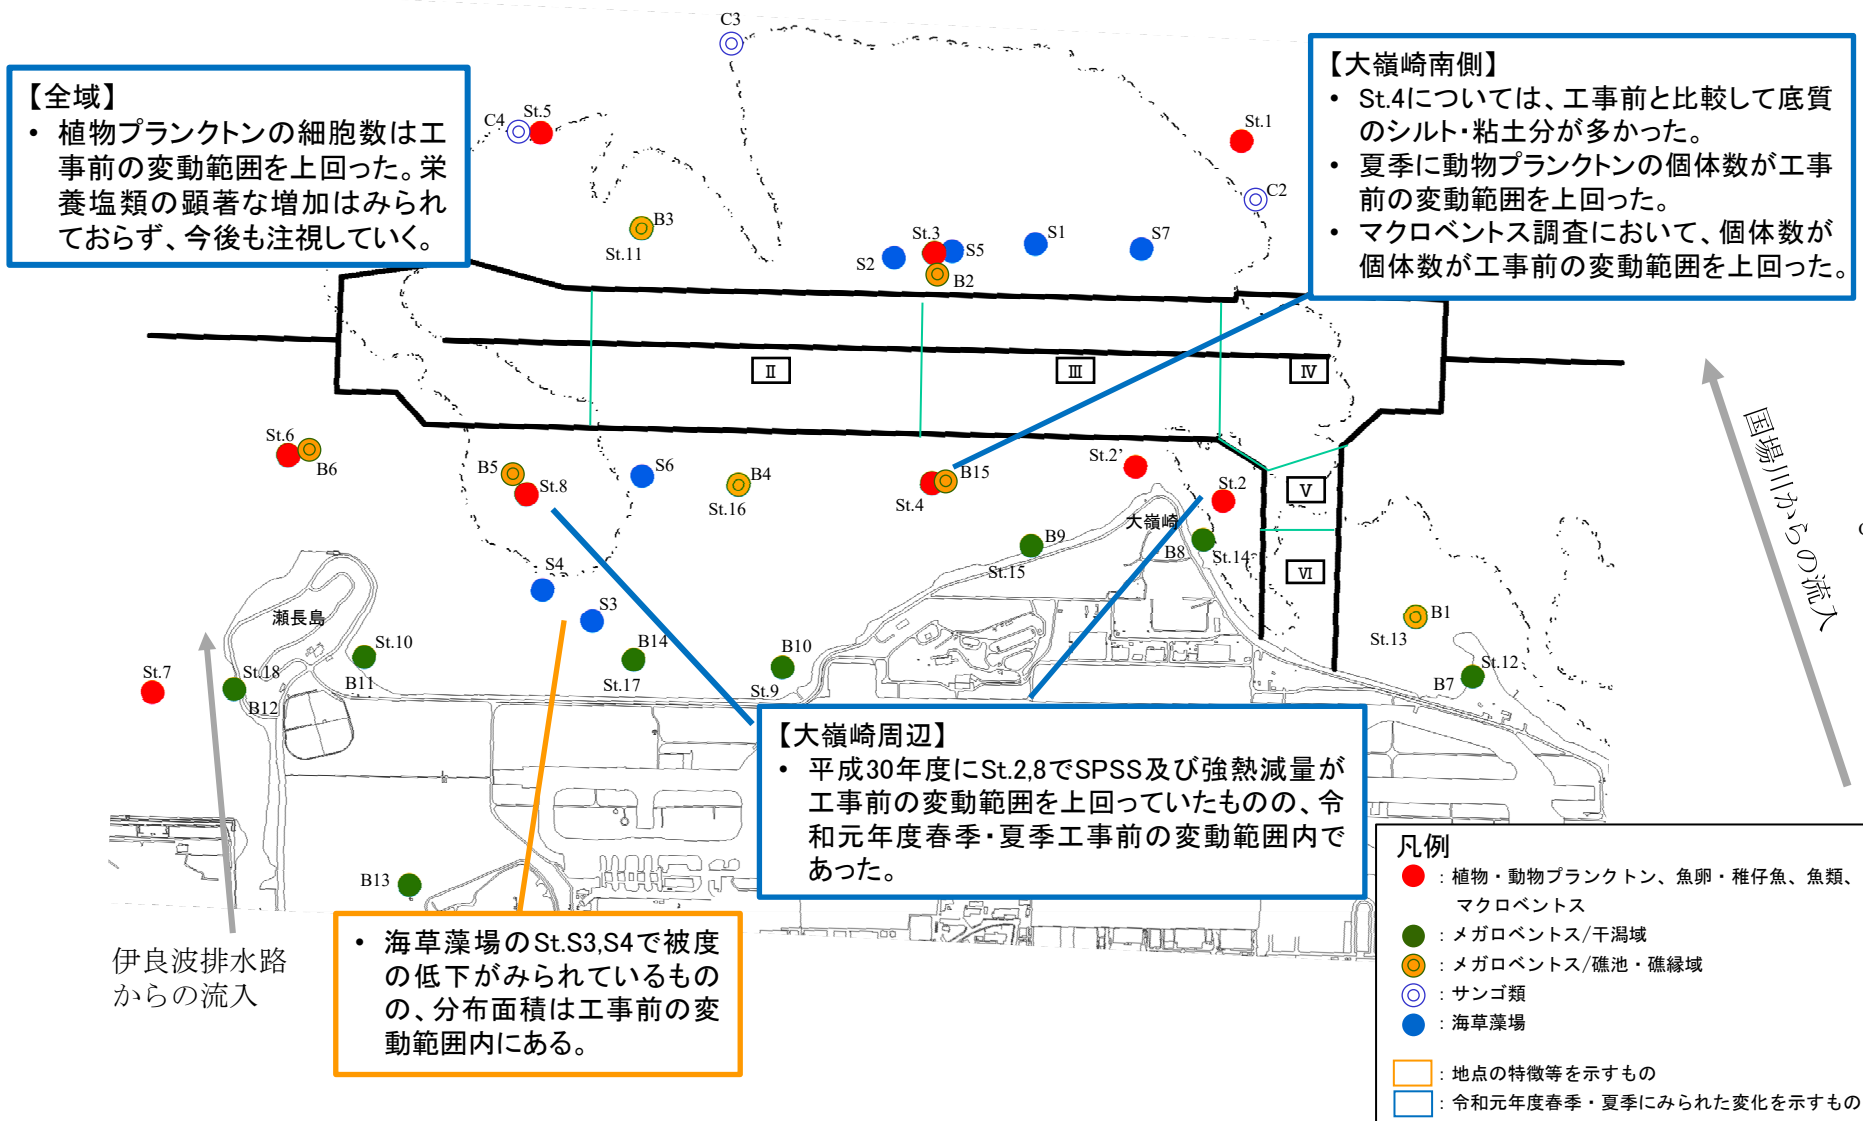 C3
【全域】
・ 植物プランクトンの細胞数は工
事前の変動範囲を上回った。栄
養塩類の顕著な増加はみられ
ておらず、今後も注視していく。
【大嶺崎南側】
・ St.4については、工事前と比較して底質
のシルト・粘土分が多かった。
・ 夏季に動物プランクトンの個体数が工事
前の変動範囲を上回った。
・ マクロベントス調査において、個体数が
個体数が工事前の変動範囲を上回った。
C4
St.5
St.1
C2
B3
St.11
S2
St.3
S5
B2
S1
S7
Ⅱ
Ⅲ
Ⅳ
国場川からの流入
St.6
B6
B5
St.8
S6
B4
St.16
St.4
B15
St.2'
St.2
Ⅴ
大嶺崎
B9
St.15
B8
St.14
Ⅵ
S4
S3
瀬長島
St.10
B11
B14
St.17
B10
St.9
B1
St.13
St.12
B7
St.7
St.18
B12
【大嶺崎周辺】
・ 平成30年度にSt.2,8でSPSS及び強熱減量が
工事前の変動範囲を上回っていたものの、令
和元年度春季・夏季工事前の変動範囲内で
あった。
B13
伊良波排水路
からの流入
・ 海草藻場のSt.S3,S4で被度
の低下がみられているもの
の、分布面積は工事前の変
動範囲内にある。
凡例
：植物・動物プランクトン、魚卵・稚仔魚、魚類、
マクロベントス
：メガロベントス/干潟域
：メガロベントス/礁池・礁縁域
：サンゴ類
：海草藻場
：地点の特徴等を示すもの
：令和元年度春季・夏季にみられた変化を示すもの